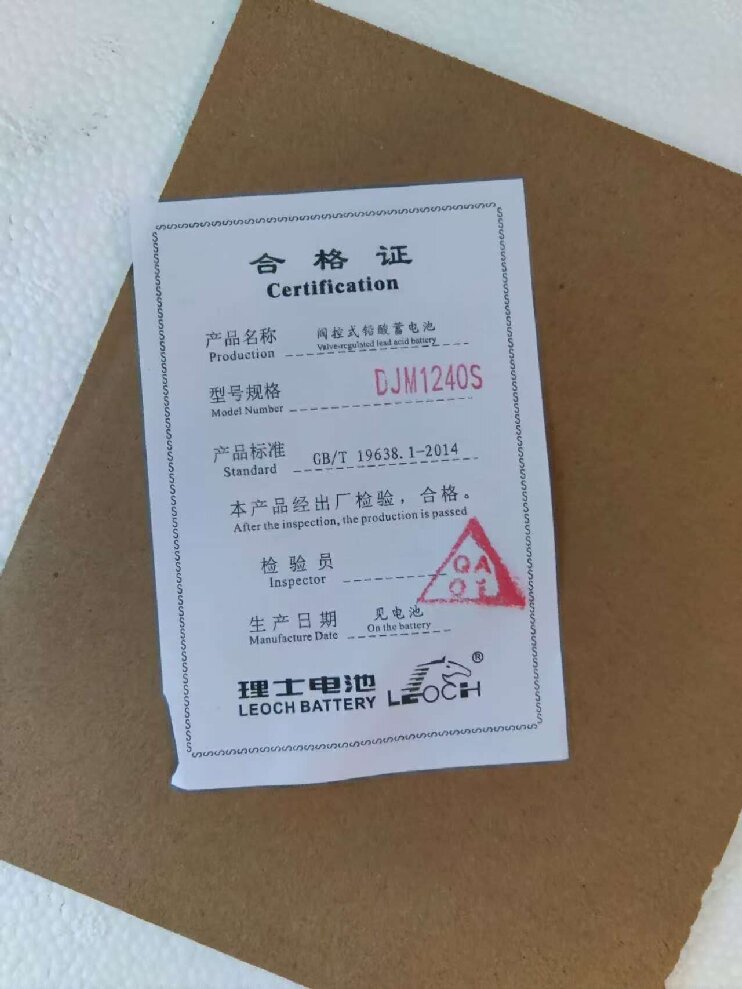 合格证
Certification
产品名称 阀控式铅酸蓄电池
Production Valve-regulated lead acid battery
型号规格 DJM1240S
Model Number
产品标准 GB/T 19638.1-2014
Standard
本产品经出厂检验，合格。
After the inspection, the production is passed
检验员 QA
Inspector
生产日期 见电池
Manufacture Date On the battery
理士电池 LEOCH®
LEOCH BATTERY